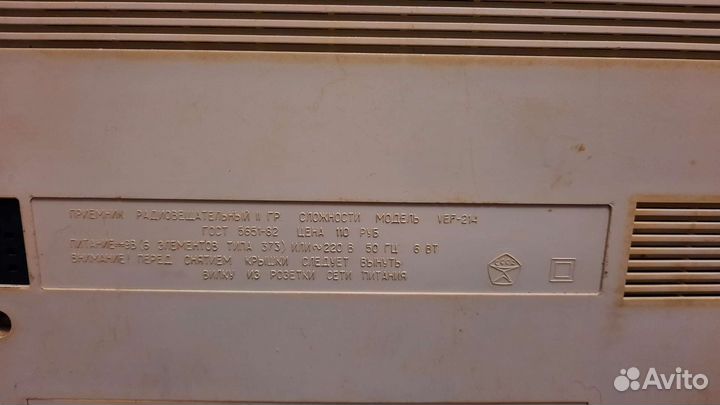 ПРИЕМНИК РАДИОВЕЩАТЕЛЬНЫЙ II ГР. СЛОЖНОСТИ МОДЕЛЬ VEF-214
ГОСТ 5651-82 ЦЕНА 110 РУБ
ПИТАНИЕ=9В (6 ЭЛЕМЕНТОВ ТИПА 373) ИЛИ ~220 В 50 ГЦ 6 ВТ
ВНИМАНИЕ! ПЕРЕД СНЯТИЕМ КРЫШКИ СЛЕДУЕТ ВЫНУТЬ
ВИЛКУ ИЗ РОЗЕТКИ СЕТИ ПИТАНИЯ
СССР
Avito